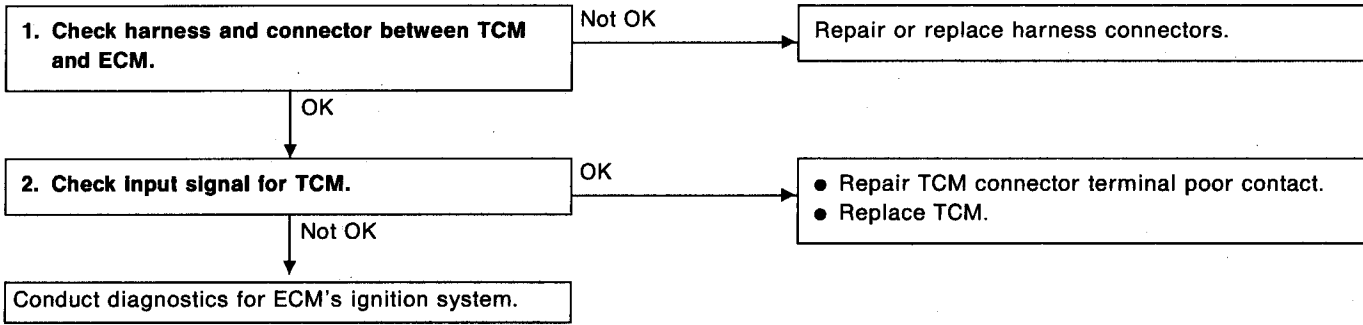 1. Check harness and connector between TCM
and ECM.
Not OK
Repair or replace harness connectors.
OK
2. Check input signal for TCM.
OK
● Repair TCM connector terminal poor contact.
● Replace TCM.
Not OK
Conduct diagnostics for ECM's ignition system.